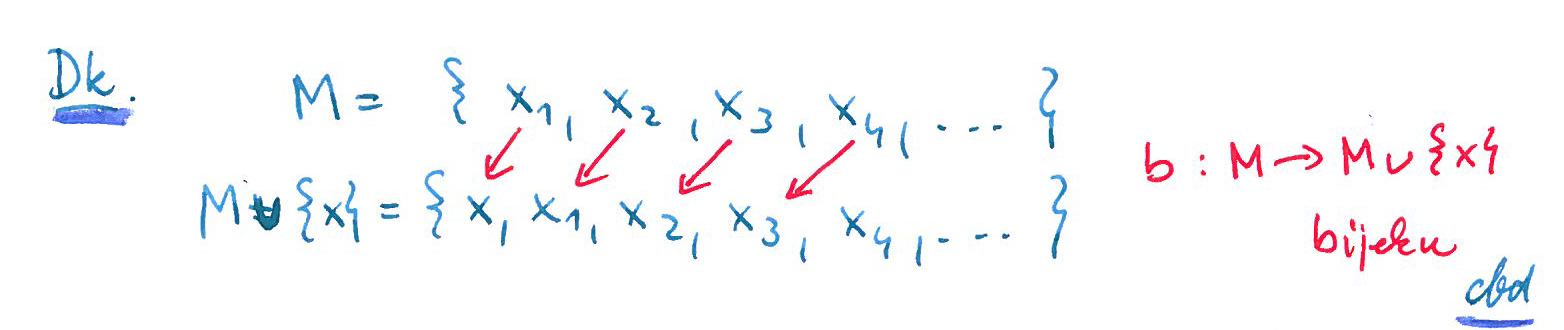 Dk.
M = { x₁, x₂, x₃, x₄, ... }
M ∪ {x} = { x, x₁, x₂, x₃, x₄, ... }
b : M → M ∪ {x}
bijekce
cbd